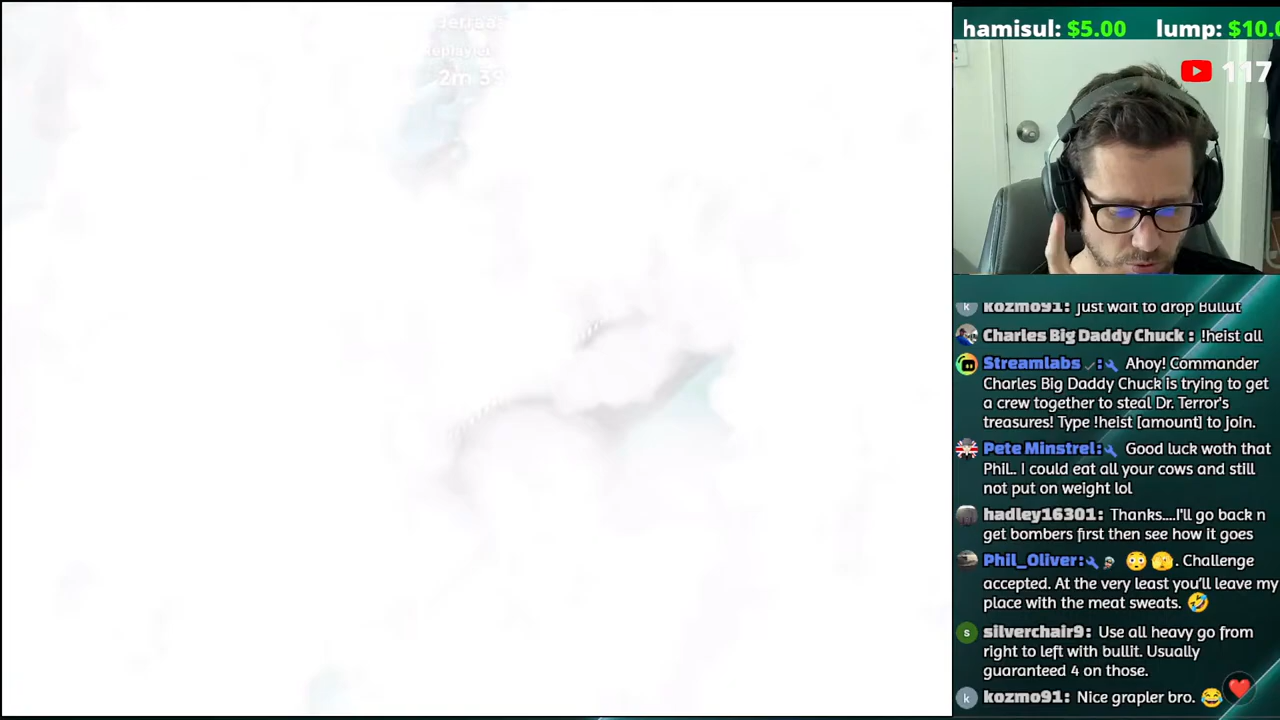 2m 39
hamisul: $5.00 lump: $10.0
117
kozmo91: just wait to drop Bullut
Charles Big Daddy Chuck : !heist all
Streamlabs : Ahoy! Commander
Charles Big Daddy Chuck is trying to get
a crew together to steal Dr. Terror's
treasures! Type !heist [amount] to join.
Pete Minstrel: Good luck woth that
Phil.. I could eat all your cows and still
not put on weight lol
hadley16301: Thanks....I'll go back n
get bombers first then see how it goes
Phil_Oliver: . Challenge
accepted. At the very least you'll leave my
place with the meat sweats.
s silverchair9: Use all heavy go from
right to left with bullit. Usually
guaranteed 4 on those.
k kozmo91: Nice grapler bro.